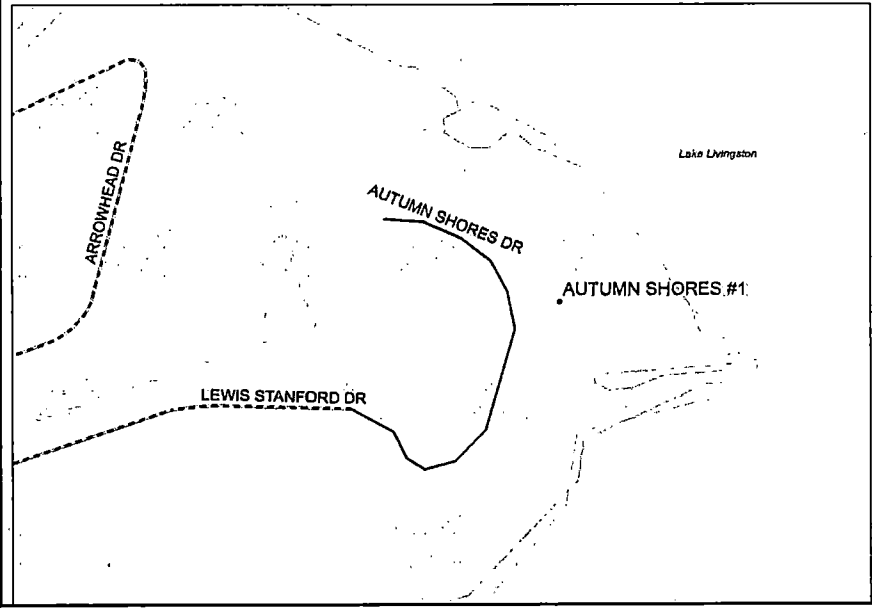 Lake Livingston
ARROWHEAD DR
AUTUMN SHORES DR
AUTUMN SHORES #1
LEWIS STANFORD DR